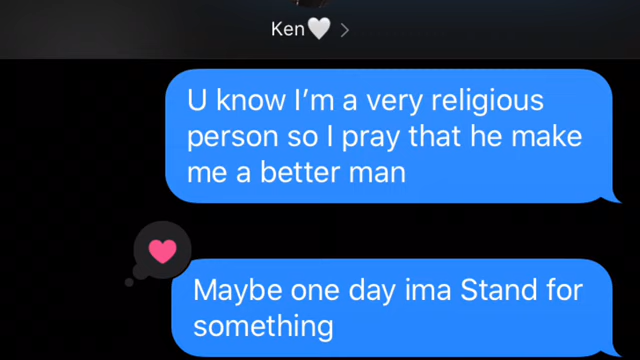 Ken🤍
U know I’m a very religious
person so I pray that he make
me a better man
Maybe one day ima Stand for
something